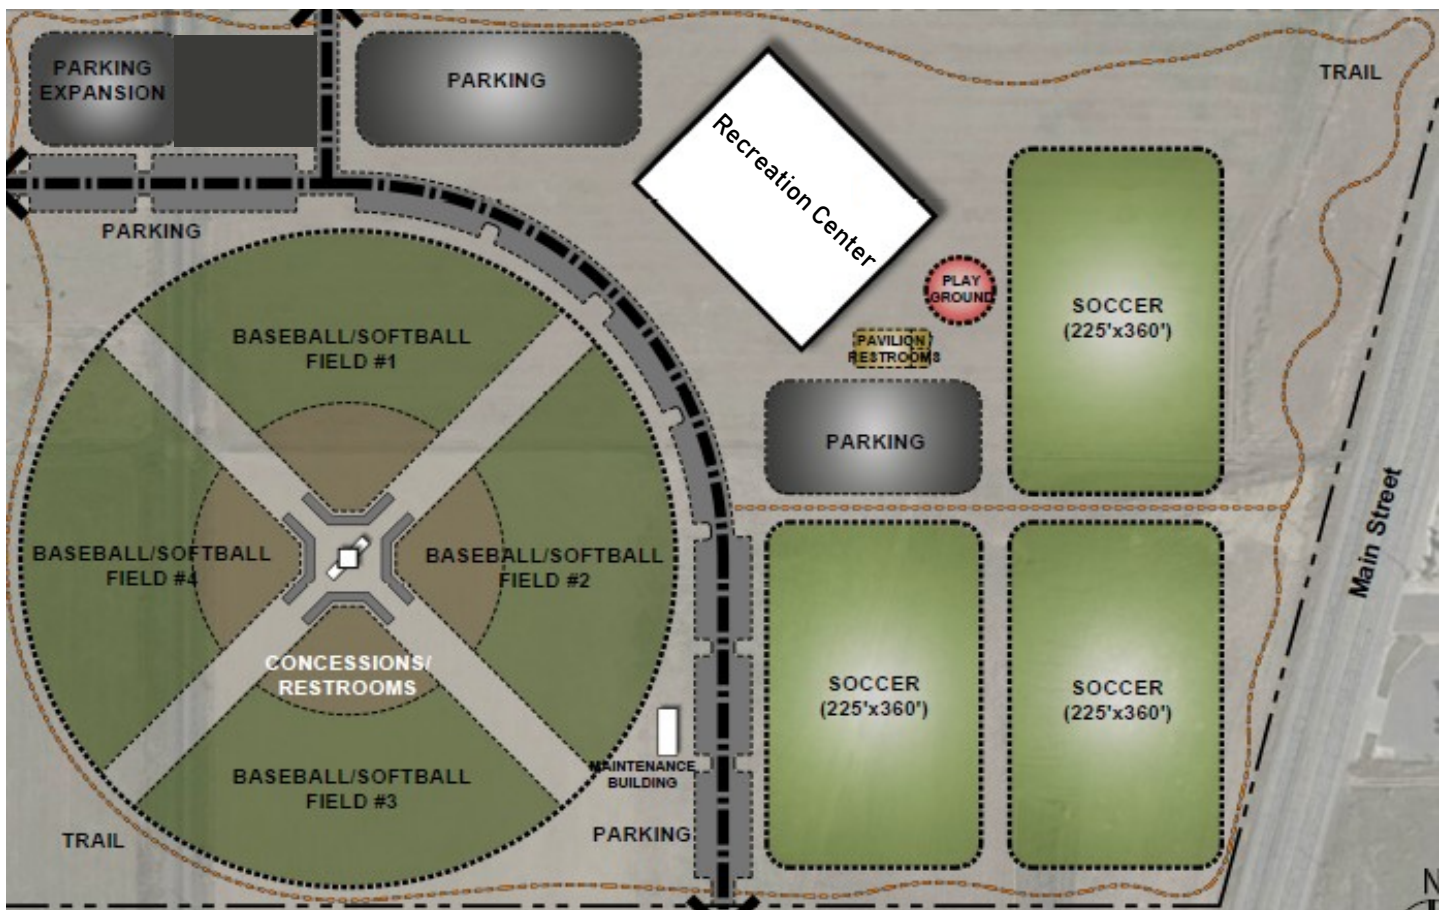 PARKING
EXPANSION
PARKING
TRAIL
Recreation Center
PARKING
PLAY
GROUND
SOCCER
(225'x360')
BASEBALL/SOFTBALL
FIELD #1
PAVILION /
RESTROOMS
PARKING
BASEBALL/SOFTBALL
FIELD #4
BASEBALL/SOFTBALL
FIELD #2
Main Street
CONCESSIONS/
RESTROOMS
SOCCER
(225'x360')
SOCCER
(225'x360')
MAINTENANCE
BUILDING
BASEBALL/SOFTBALL
FIELD #3
PARKING
TRAIL
N